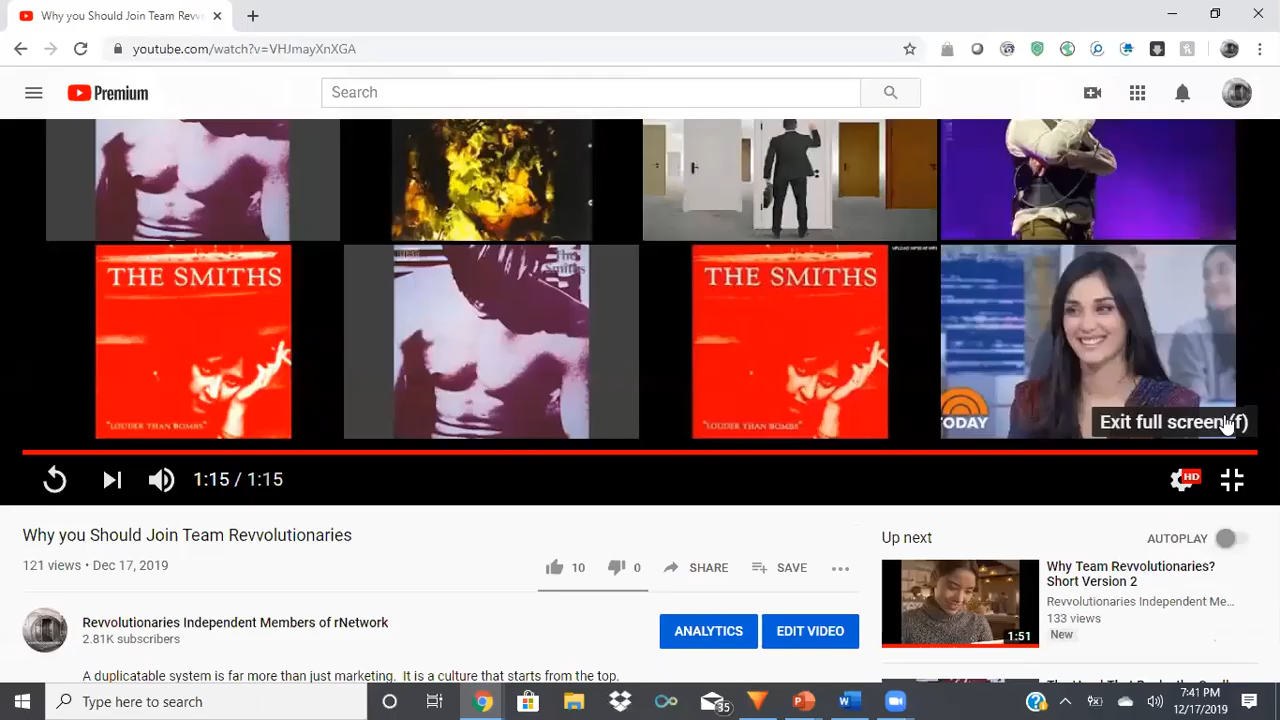 Why you Should Join Team Revv
youtube.com/watch?v=VHJmayXnXGA
Premium
Search
THE SMITHS
"LOUDER THAN BOMBS"
The Smiths
THE SMITHS
"LOUDER THAN BOMBS"
TODAY
Exit full screen (f)
1:15 / 1:15
HD
Why you Should Join Team Revvolutionaries
121 views • Dec 17, 2019
10
0
SHARE
SAVE
Revvolutionaries Independent Members of rNetwork
2.81K subscribers
ANALYTICS
EDIT VIDEO
A duplicatable system is far more than just marketing. It is a culture that starts from the top.
Up next
AUTOPLAY
1:51
Why Team Revvolutionaries?
Short Version 2
Revvolutionaries Independent Me...
133 views
New
Type here to search
35
7:41 PM
12/17/2019